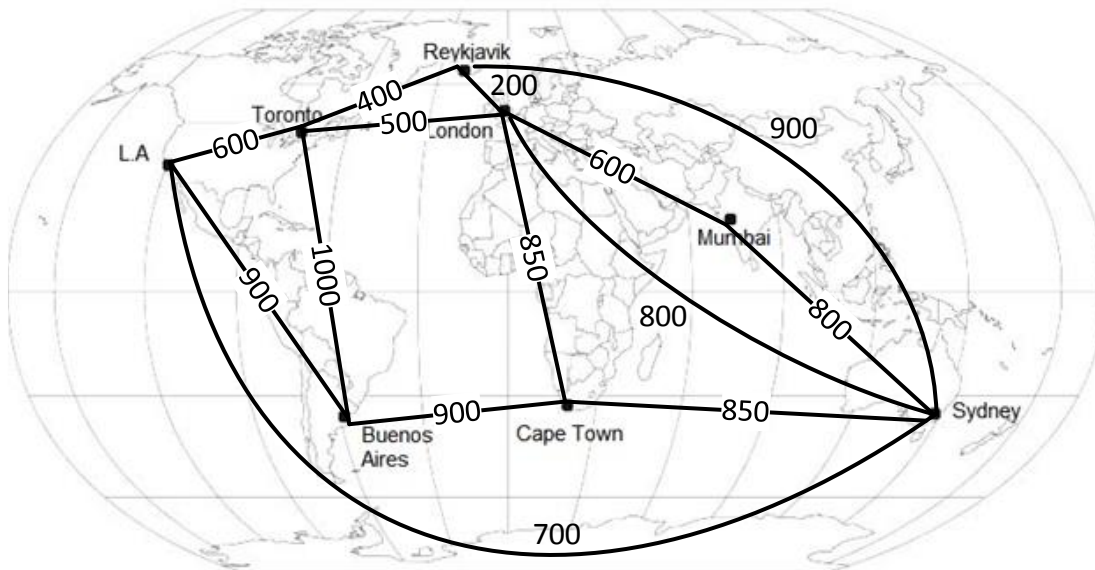 Reykjavik
200
400
Toronto
500
London
900
600
L.A
600
Mumbai
850
1000
900
800
800
900
850
Sydney
Cape Town
Buenos
Aires
700